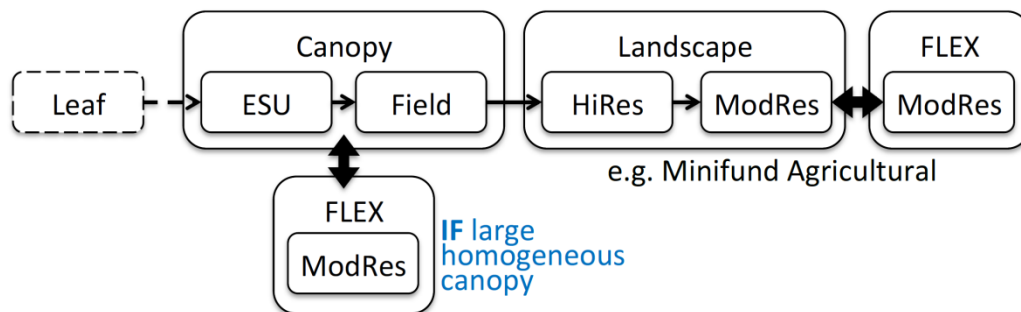 Canopy
Landscape
FLEX
Leaf
ESU
Field
HiRes
ModRes
ModRes
e.g. Minifund Agricultural
FLEX
ModRes
IF large
homogeneous
canopy